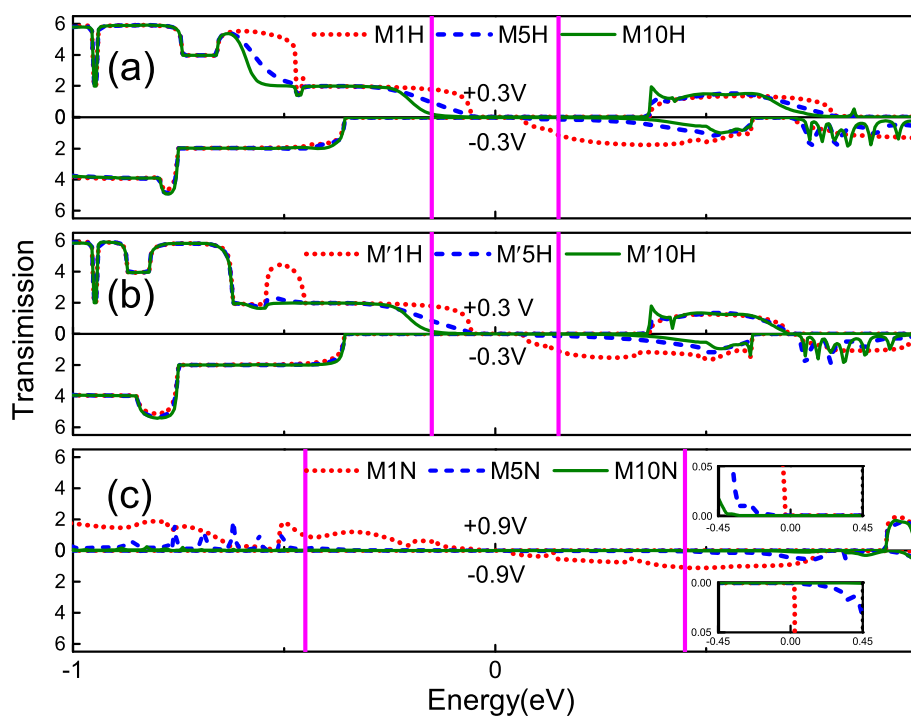 6
M1H M5H M10H
4
(a)
2
+0.3V
0
-0.3V
2
4
6
6
M′1H M′5H M′10H
4
(b)
2
+0.3 V
0
-0.3V
2
4
6
Transimission
6
M1N M5N M10N
4
(c)
2
+0.9V
0
-0.9V
2
4
6
0.05
0.00
-0.45 0.00 0.45
0.00
0.05
-0.45 0.00 0.45
-1 0
Energy(eV)